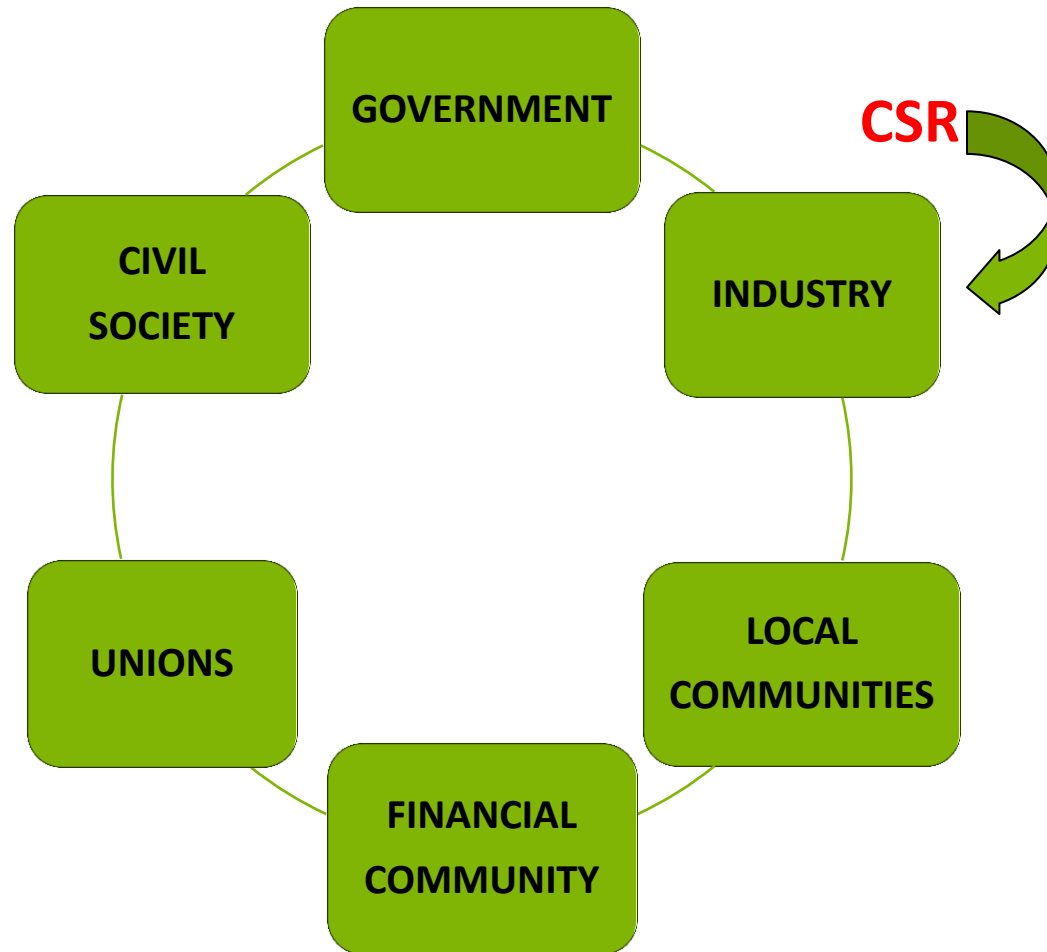 GOVERNMENT
CSR
INDUSTRY
CIVIL
SOCIETY
UNIONS
LOCAL
COMMUNITIES
FINANCIAL
COMMUNITY